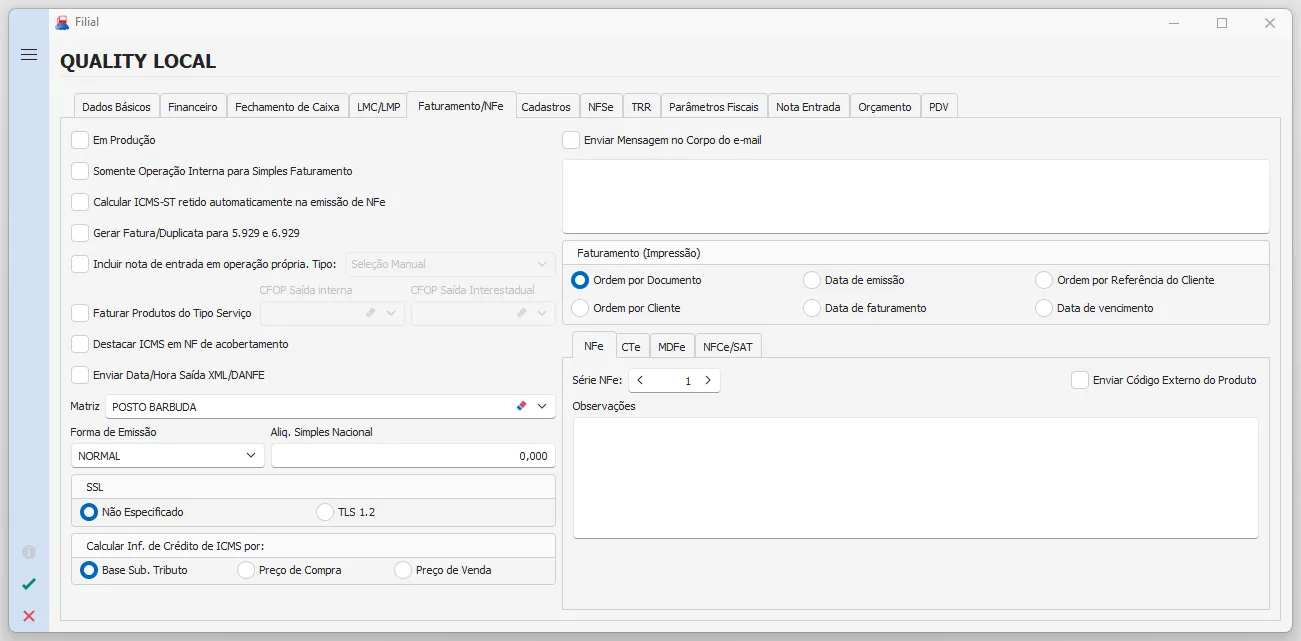 Filial
QUALITY LOCAL
Dados Básicos Financeiro Fechamento de Caixa LMC/LMP Faturamento/NFe Cadastros NFSe TRR Parâmetros Fiscais Nota Entrada Orçamento PDV
Em Produção
Somente Operação Interna para Simples Faturamento
Calcular ICMS-ST retido automaticamente na emissão de NFe
Gerar Fatura/Duplicata para 5.929 e 6.929
Incluir nota de entrada em operação própria. Tipo: Seleção Manual
CFOP Saída interna CFOP Saída Interestadual
Faturar Produtos do Tipo Serviço
Destacar ICMS em NF de acobertamento
Enviar Data/Hora Saída XML/DANFE
Matriz POSTO BARBUDA
Forma de Emissão Aliq. Simples Nacional
NORMAL 0,000
SSL
Não Especificado TLS 1.2
Calcular Inf. de Crédito de ICMS por:
Base Sub. Tributo Preço de Compra Preço de Venda
Enviar Mensagem no Corpo do e-mail
Faturamento (Impressão)
Ordem por Documento Data de emissão Ordem por Referência do Cliente
Ordem por Cliente Data de faturamento Data de vencimento
NFe CTe MDFe NFCe/SAT
Série NFe: 1 Enviar Código Externo do Produto
Observações